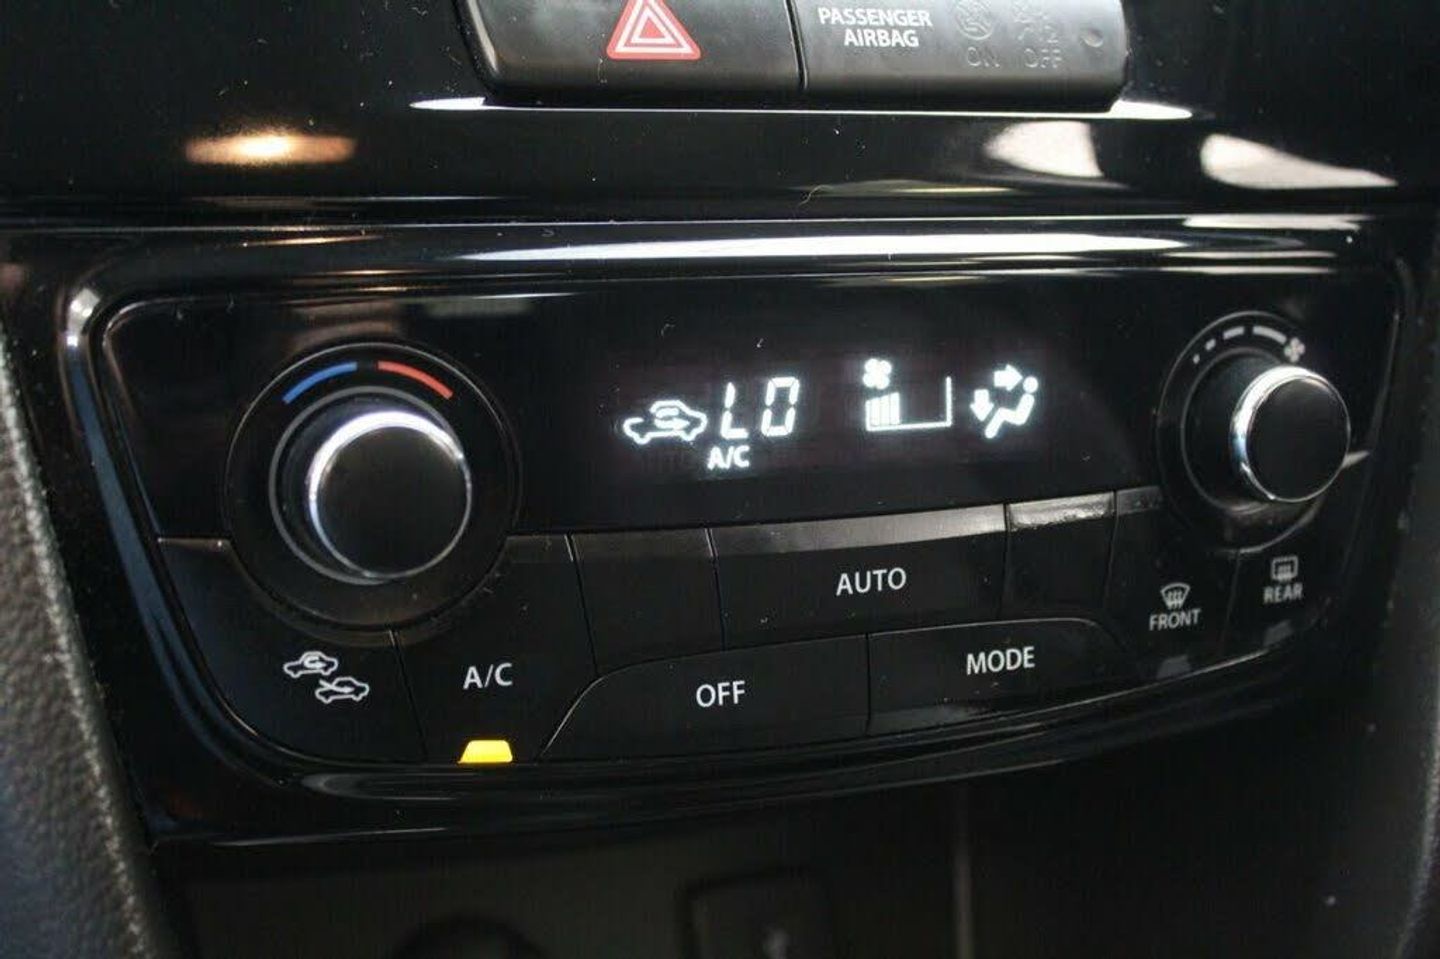 PASSENGER
AIRBAG
ON OFF
LO
A/C
AUTO
FRONT
REAR
A/C
OFF
MODE